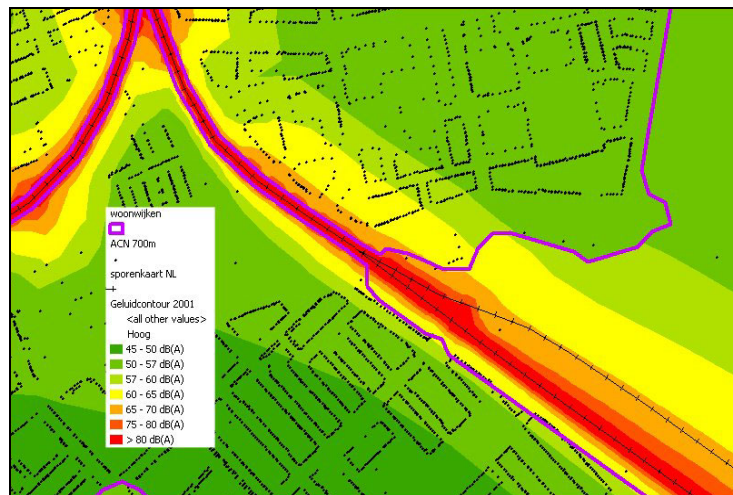 woonwijken
ACN 700m
sporenkaart NL
Geluidcontour 2001
<all other values>
Hoog
45 - 50 dB(A)
50 - 57 dB(A)
57 - 60 dB(A)
60 - 65 dB(A)
65 - 70 dB(A)
75 - 80 dB(A)
> 80 dB(A)